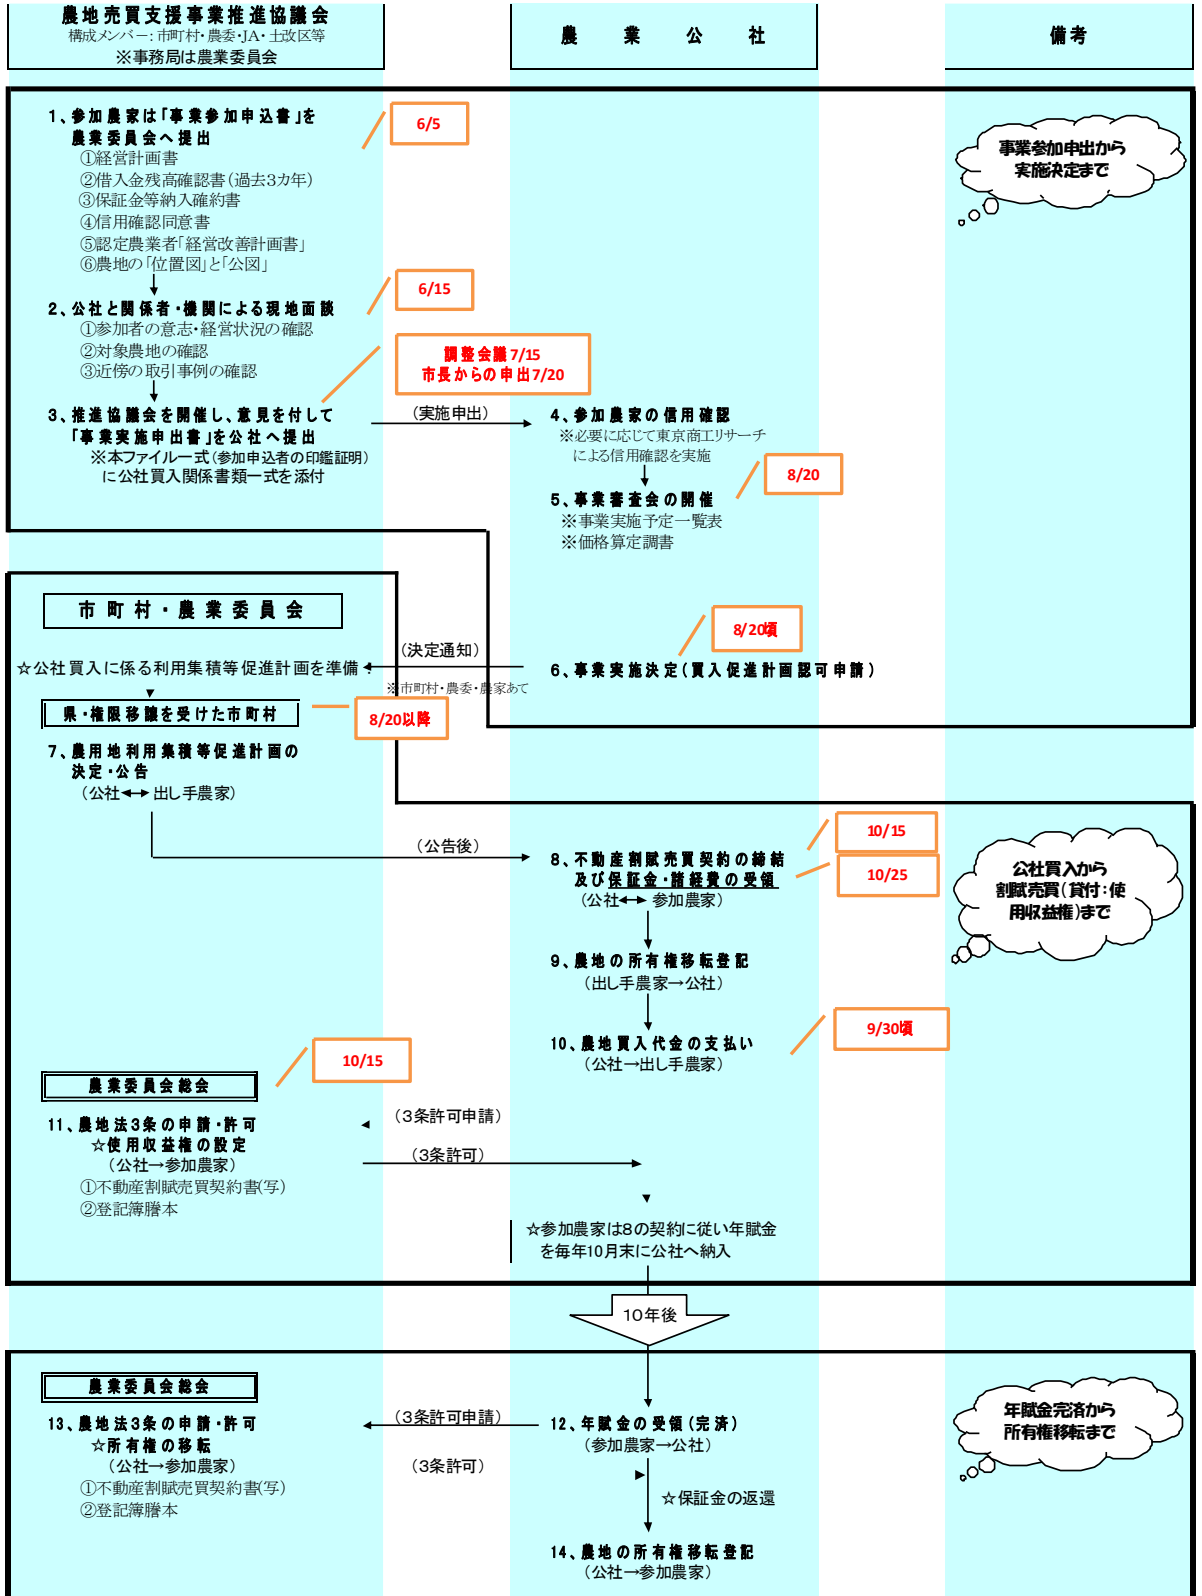 農地売買支援事業推進協議会
構成メンバー：市町村・農委・JA・土改区等
※事務局は農業委員会
農業公社
備考
1、参加農家は「事業参加申込書」を
農業委員会へ提出
①経営計画書
②借入金残高確認書（過去3カ年）
③保証金等納入確約書
④信用確認同意書
⑤認定農業者「経営改善計画書」
⑥農地の「位置図」と「公図」
6/5
事業参加申出から
実施決定まで
2、公社と関係者・機関による現地面談
①参加者の意志・経営状況の確認
②対象農地の確認
③近傍の取引事例の確認
6/15
調整会議7/15
市長からの申出7/20
3、推進協議会を開催し、意見を付して
「事業実施申出書」を公社へ提出
※本ファイル一式（参加申込者の印鑑証明）
に公社買入関係書類一式を添付
（実施申出）
4、参加農家の信用確認
※必要に応じて東京商工リサーチ
による信用確認を実施
8/20
5、事業審査会の開催
※事業実施予定一覧表
※価格算定調書
市町村・農業委員会
8/20頃
☆公社買入に係る利用集積等促進計画を準備
（決定通知）
※市町村・農委・農家あて
6、事業実施決定（買入促進計画認可申請）
県・権限移譲を受けた市町村
8/20以降
7、農用地利用集積等促進計画の
決定・公告
（公社↔出し手農家）
（公告後）
10/15
8、不動産割賦売買契約の締結
及び保証金・諸経費の受領
（公社↔参加農家）
10/25
公社買入から
割賦売買（貸付：使
用収益権）まで
9、農地の所有権移転登記
（出し手農家→公社）
9/30頃
10、農地買入代金の支払い
（公社→出し手農家）
10/15
農業委員会総会
11、農地法3条の申請・許可
☆使用収益権の設定
（公社→参加農家）
①不動産割賦売買契約書（写）
②登記簿謄本
（3条許可申請）
（3条許可）
☆参加農家は8の契約に従い年賦金
を毎年10月末に公社へ納入
10年後
農業委員会総会
13、農地法3条の申請・許可
☆所有権の移転
（公社→参加農家）
①不動産割賦売買契約書（写）
②登記簿謄本
（3条許可申請）
（3条許可）
12、年賦金の受領（完済）
（参加農家→公社）
☆保証金の返還
14、農地の所有権移転登記
（公社→参加農家）
年賦金完済から
所有権移転まで